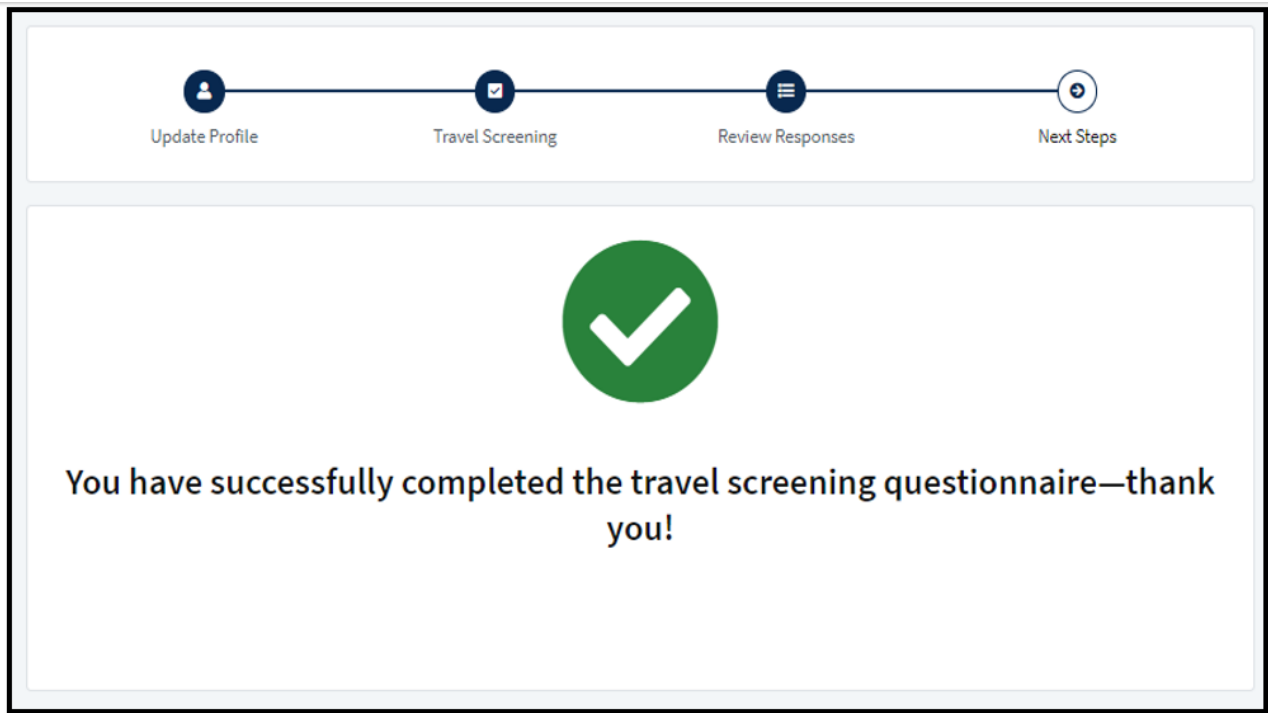 Update Profile
Travel Screening
Review Responses
Next Steps
You have successfully completed the travel screening questionnaire—thank
you!